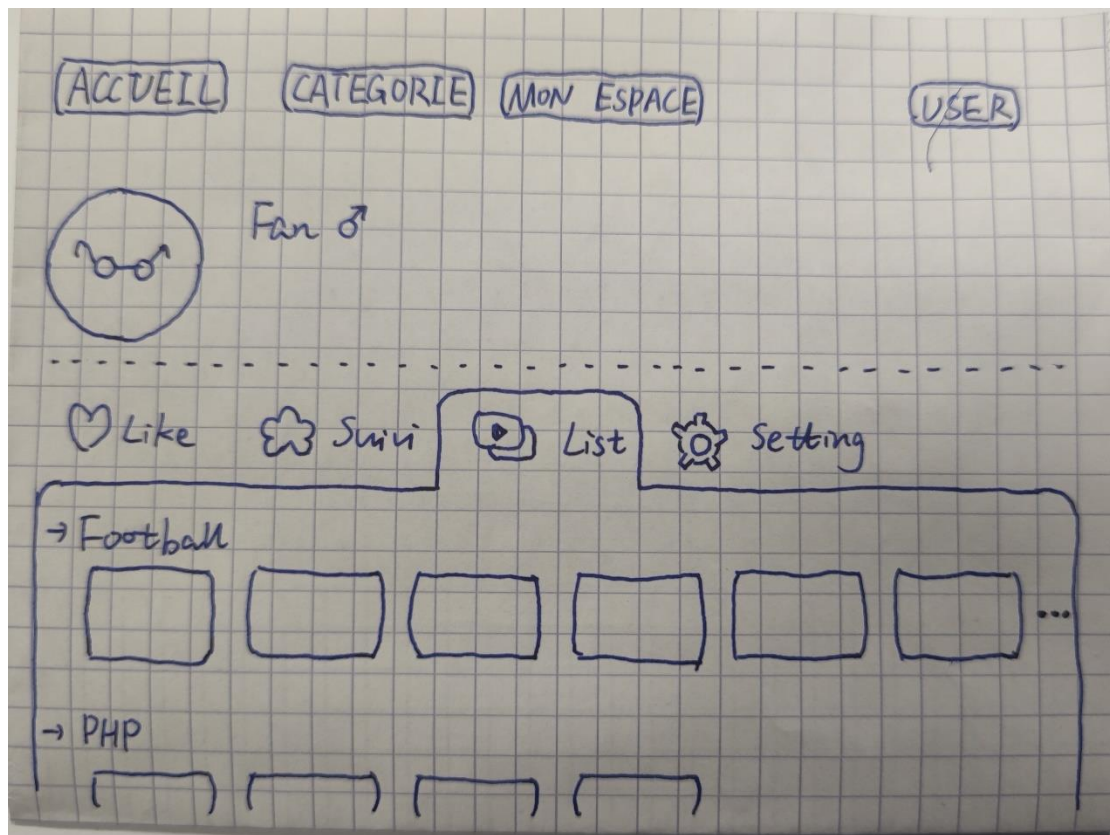 ACCUEIL CATEGORIE MON ESPACE USER
Fan ♂
Like Suivi List Setting
→ Football
...
→ PHP